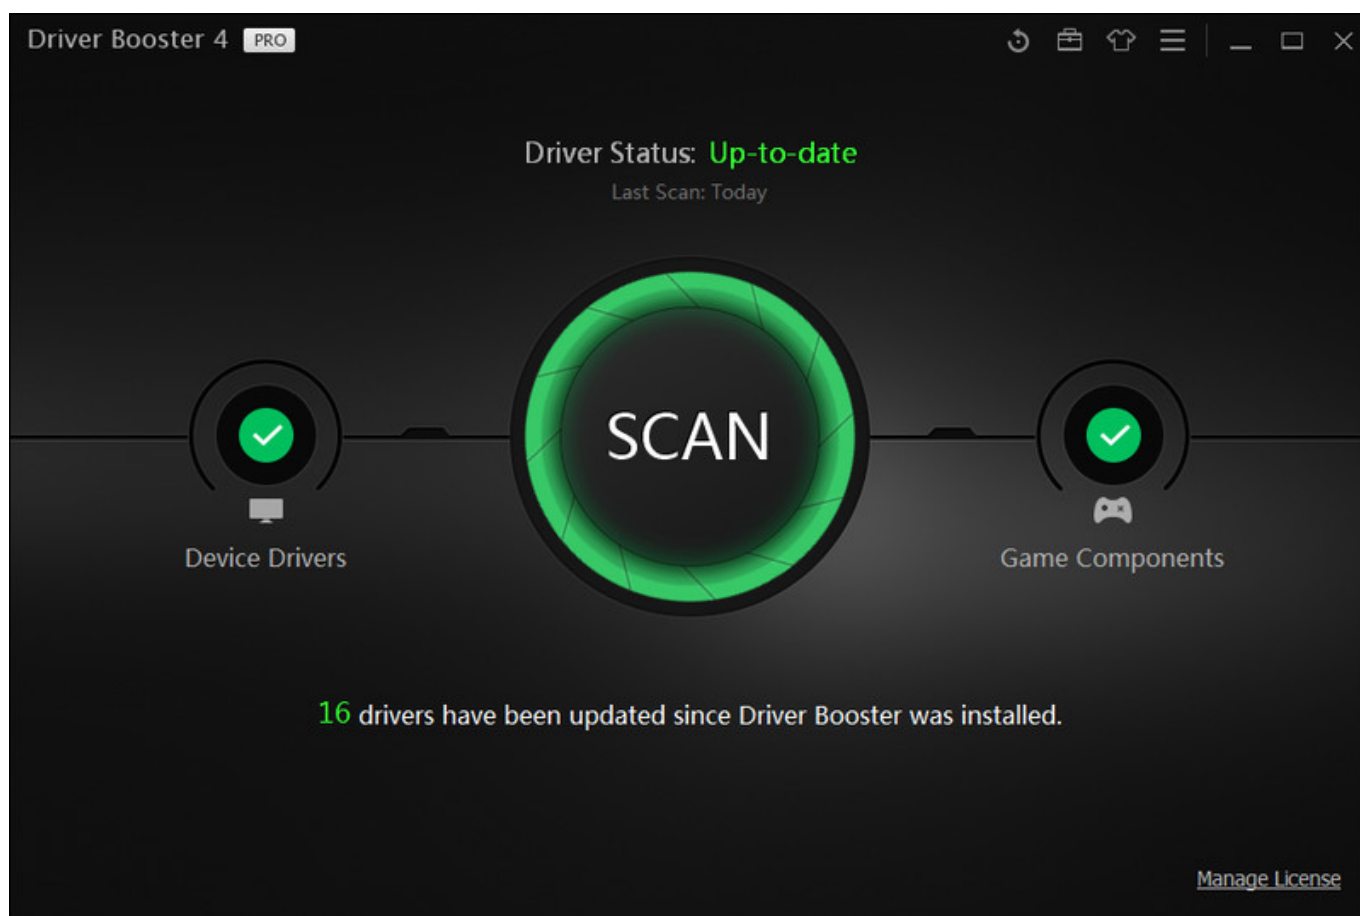 Driver Booster 4 PRO
Driver Status: Up-to-date
Last Scan: Today
SCAN
Device Drivers
Game Components
16 drivers have been updated since Driver Booster was installed.
Manage License